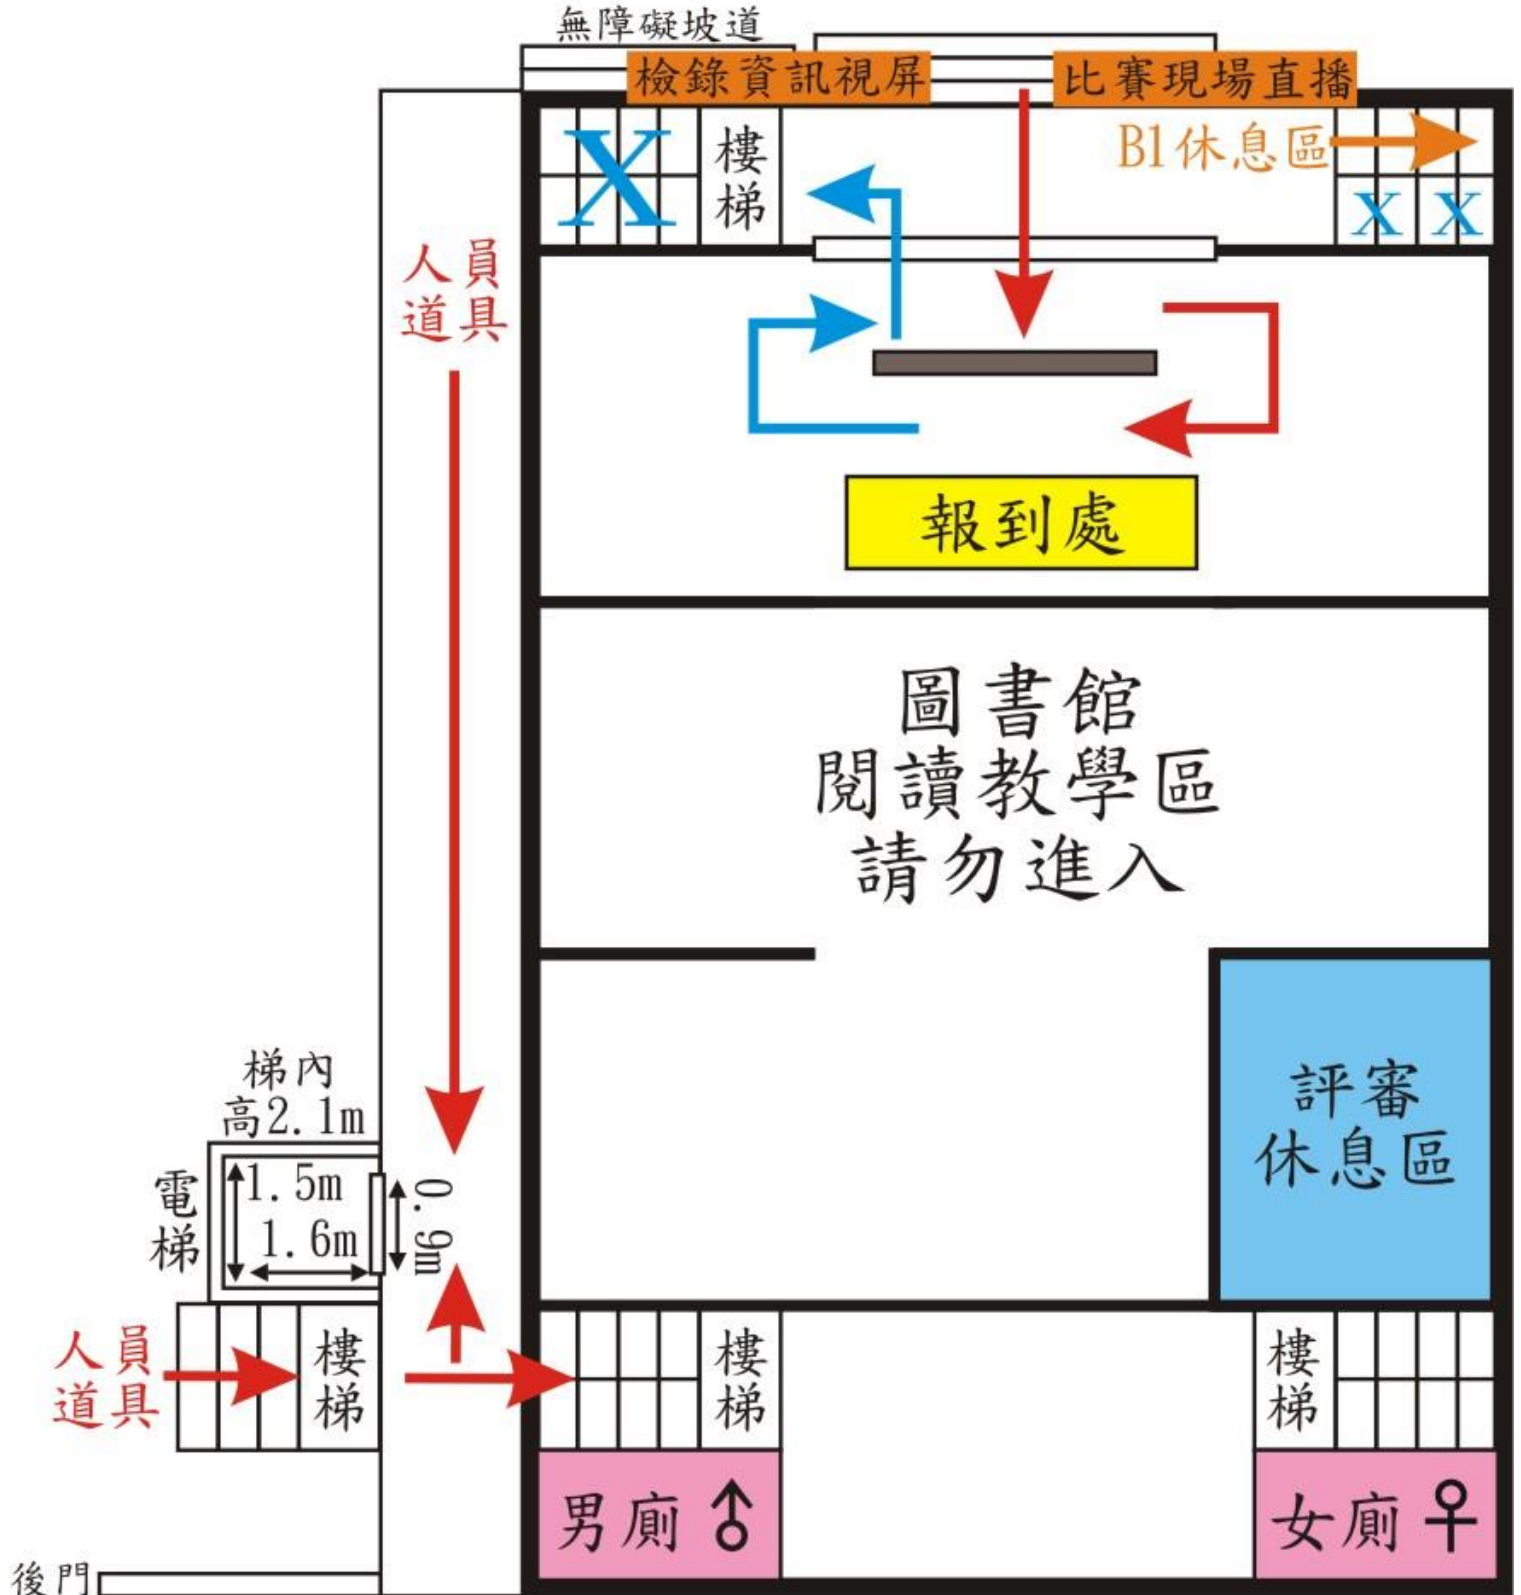 無障礙坡道
檢錄資訊視屏
比賽現場直播
樓梯
B1休息區
X
X
X
人員
道具
報到處
圖書館
閱讀教學區
請勿進入
評審
休息區
梯內
高2.1m
電梯
1.5m
1.6m
0.9m
人員
道具
樓梯
樓梯
樓梯
男廁
女廁
後門